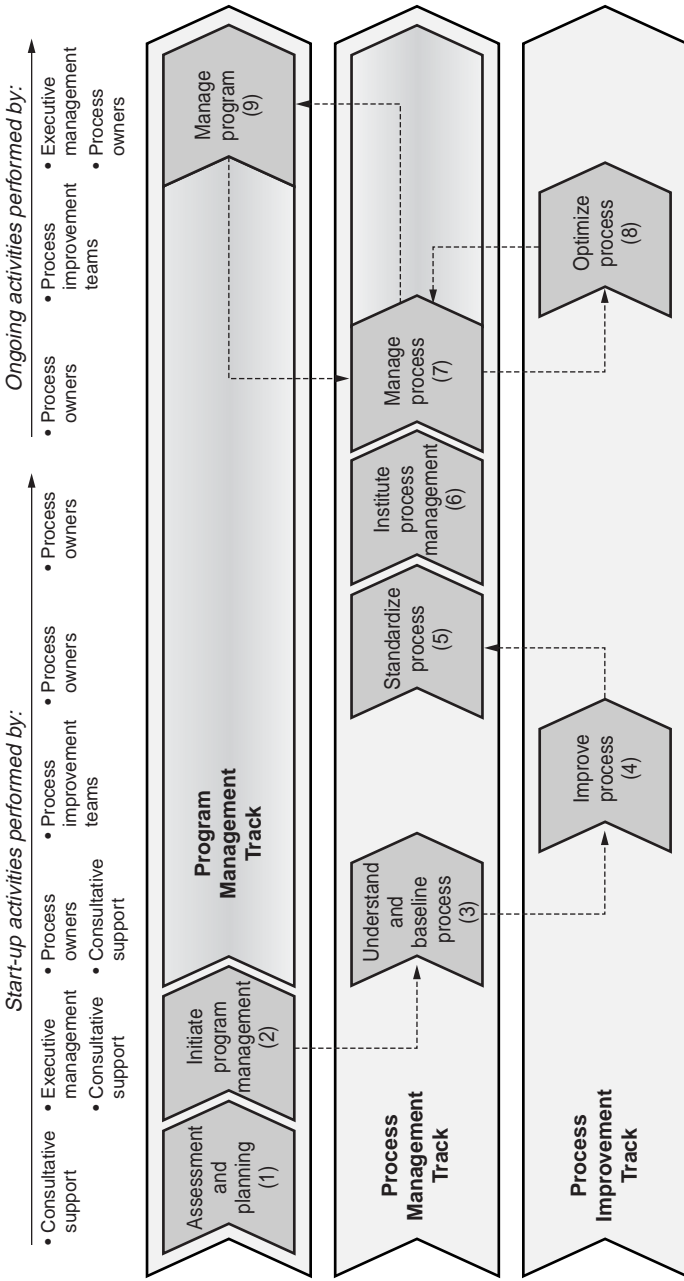 Start-up activities performed by:
Ongoing activities performed by:
• Consultative
support
• Executive
management
• Consultative
support
• Process
owners
• Consultative
support
• Process
improvement
teams
• Process
owners
• Process
owners
• Process
owners
• Process
improvement
teams
• Executive
management
• Process
owners
Assessment
and
planning
(1)
Initiate
program
management
(2)
Program
Management
Track
Manage
program
(9)
Process
Management
Track
Understand
and
baseline
process
(3)
Standardize
process
(5)
Institute
process
management
(6)
Manage
process
(7)
Process
Improvement
Track
Improve
process
(4)
Optimize
process
(8)